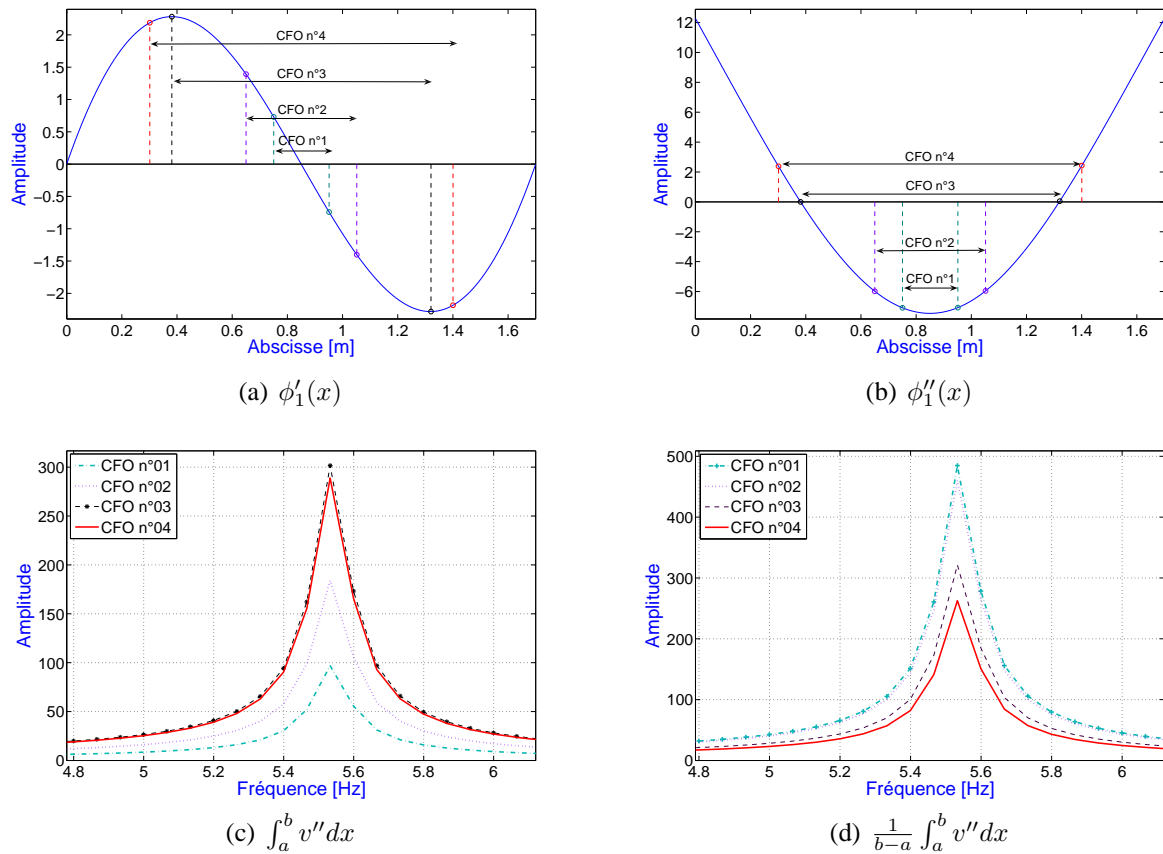 2
1.5
1
0.5
0
−0.5
−1
−1.5
−2
Amplitude
CFO n°4
CFO n°3
CFO n°2
CFO n°1
0 0.2 0.4 0.6 0.8 1 1.2 1.4 1.6
Abscisse [m]
(a) ϕ′₁(x)
12
10
8
6
4
2
0
−2
−4
−6
Amplitude
CFO n°4
CFO n°3
CFO n°2
CFO n°1
0 0.2 0.4 0.6 0.8 1 1.2 1.4 1.6
Abscisse [m]
(b) ϕ′′₁(x)
300
250
200
150
100
50
0
Amplitude
CFO n°01
CFO n°02
CFO n°03
CFO n°04
4.8 5 5.2 5.4 5.6 5.8 6
Fréquence [Hz]
(c) ∫ₐᵇ v′′dx
500
400
300
200
100
0
Amplitude
CFO n°01
CFO n°02
CFO n°03
CFO n°04
4.8 5 5.2 5.4 5.6 5.8 6
Fréquence [Hz]
(d) 1/(b−a) ∫ₐᵇ v′′dx